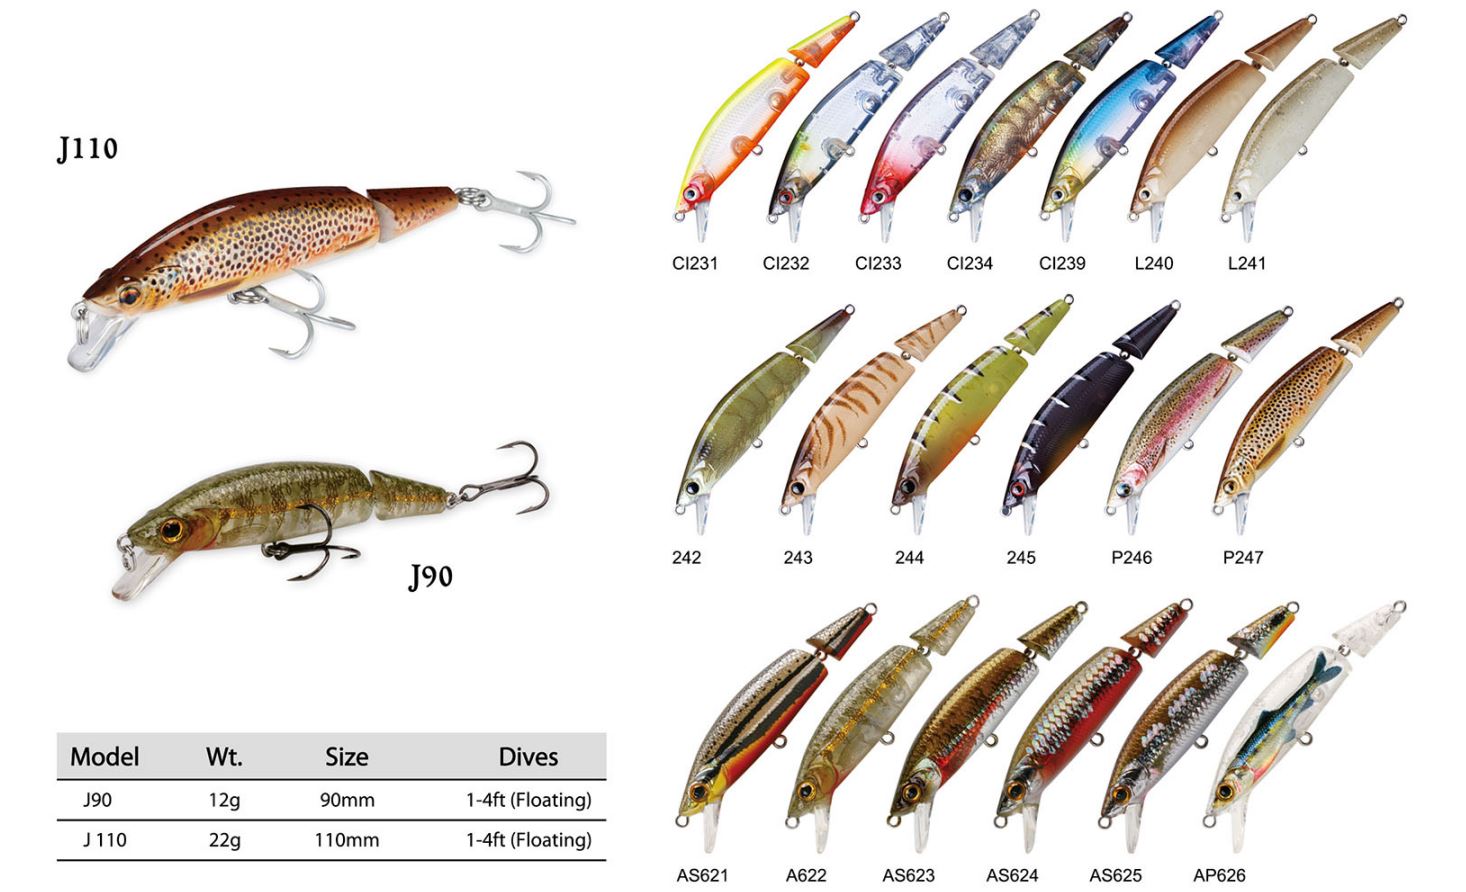 J110
J90
Model Wt. Size Dives
J90 12g 90mm 1-4ft (Floating)
J 110 22g 110mm 1-4ft (Floating)
CI231 CI232 CI233 CI234 CI239 L240 L241
242 243 244 245 P246 P247
AS621 A622 AS623 AS624 AS625 AP626